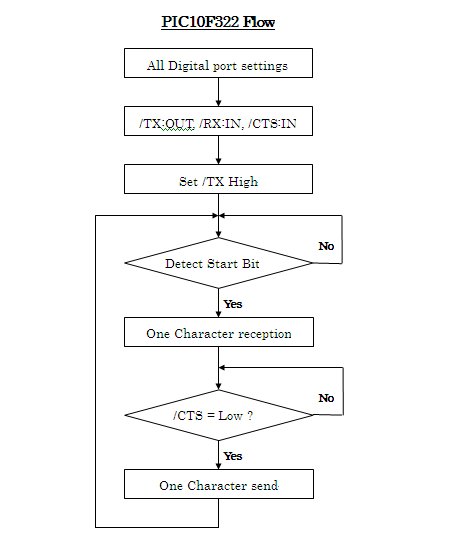 PIC10F322 Flow
All Digital port settings
/TX:OUT, /RX:IN, /CTS:IN
Set /TX High
No
Detect Start Bit
Yes
One Character reception
No
/CTS = Low ?
Yes
One Character send